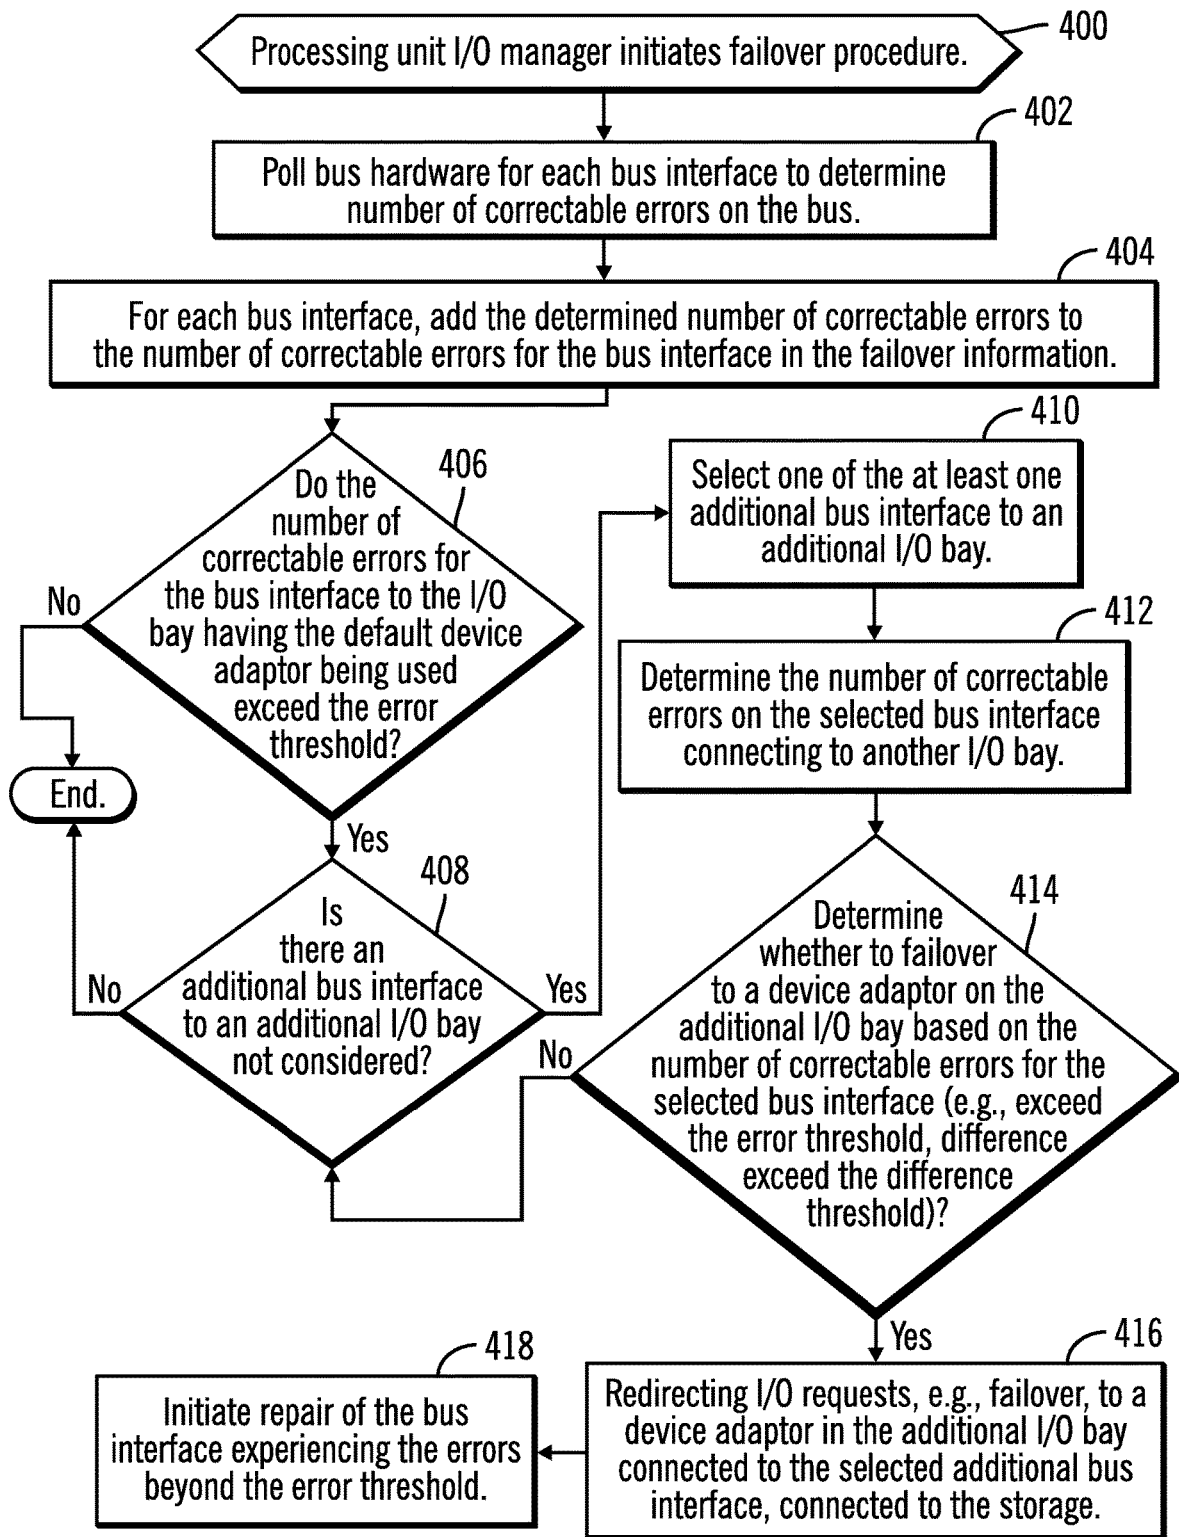 400
Processing unit I/O manager initiates failover procedure.
402
Poll bus hardware for each bus interface to determine
number of correctable errors on the bus.
404
For each bus interface, add the determined number of correctable errors to
the number of correctable errors for the bus interface in the failover information.
406
Do the
number of
correctable errors for
the bus interface to the I/O
bay having the default device
adaptor being used
exceed the error
threshold?
No
End.
Yes
408
Is
there an
additional bus interface
to an additional I/O bay
not considered?
No
Yes
410
Select one of the at least one
additional bus interface to an
additional I/O bay.
412
Determine the number of correctable
errors on the selected bus interface
connecting to another I/O bay.
414
Determine
whether to failover
to a device adaptor on the
additional I/O bay based on the
number of correctable errors for the
selected bus interface (e.g., exceed
the error threshold, difference
exceed the difference
threshold)?
No
Yes
416
Redirecting I/O requests, e.g., failover, to a
device adaptor in the additional I/O bay
connected to the selected additional bus
interface, connected to the storage.
418
Initiate repair of the bus
interface experiencing the errors
beyond the error threshold.